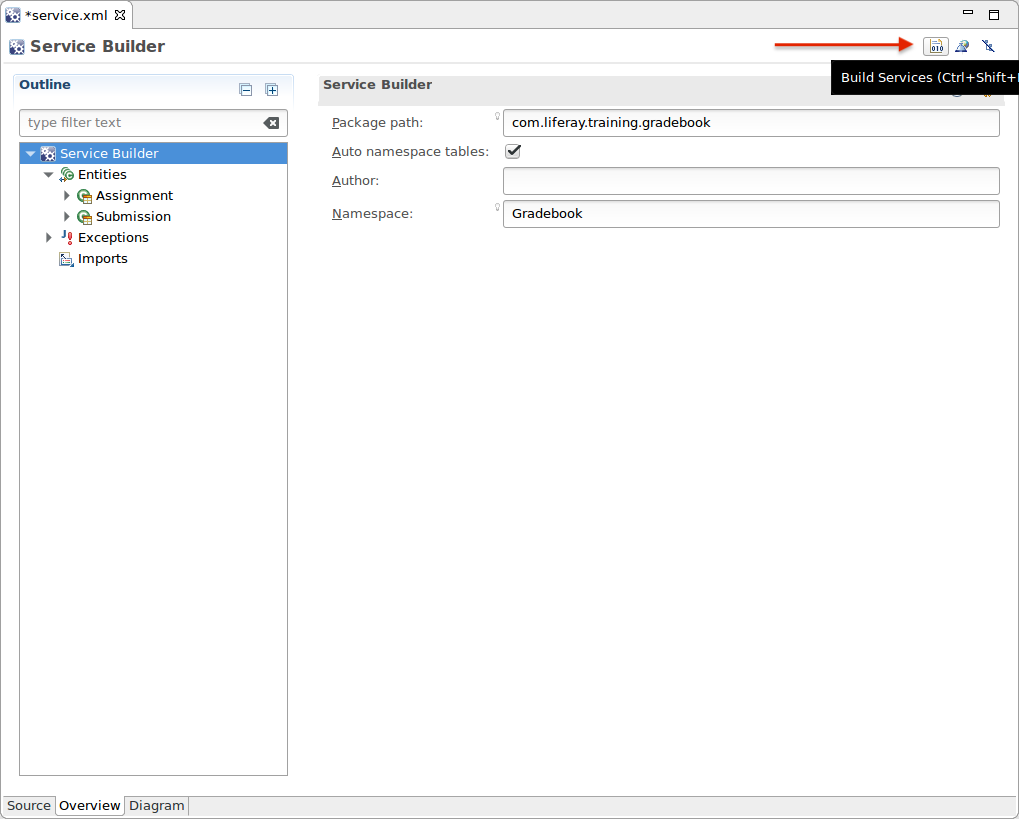 *service.xml
Service Builder
Build Services (Ctrl+Shift+
Outline
type filter text
Service Builder
Entities
Assignment
Submission
Exceptions
Imports
Service Builder
Package path: com.liferay.training.gradebook
Auto namespace tables:
Author:
Namespace: Gradebook
Source Overview Diagram